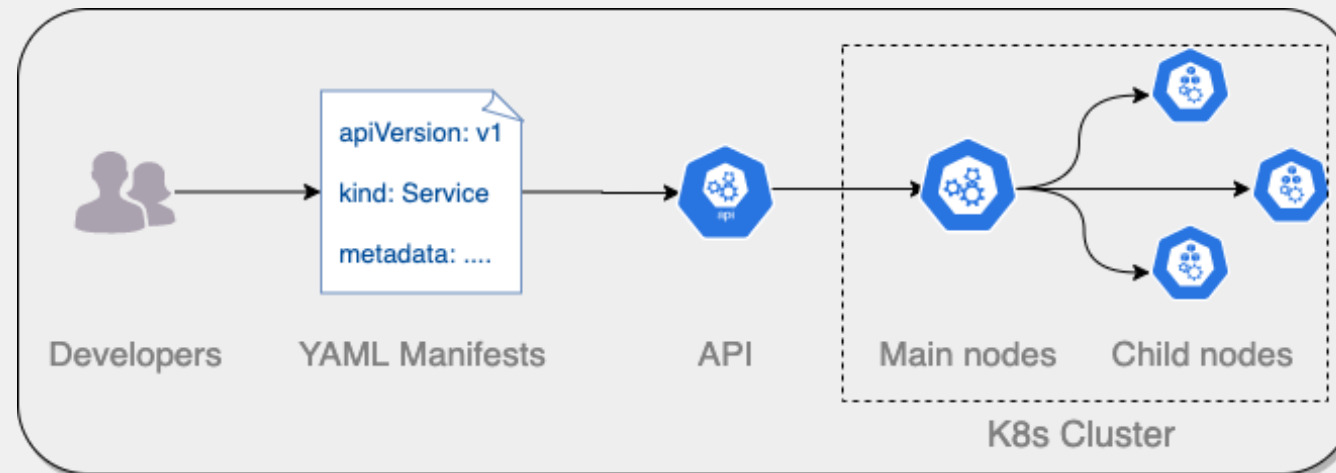 apiVersion: v1
kind: Service
metadata: ....
api
Developers
YAML Manifests
API
Main nodes
Child nodes
K8s Cluster